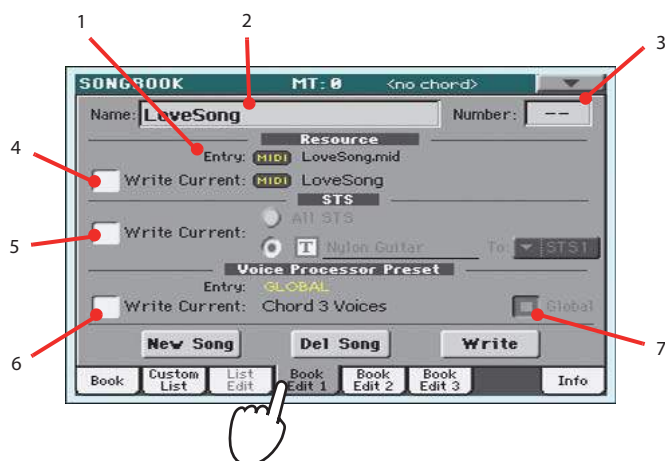 1
2
3
SONGBOOK MT: 0 <no chord>
Name: LoveSong Number: --
Resource
4
Entry: MIDI LoveSong.mid
Write Current: MIDI LoveSong
STS
All STS
5
Write Current:
T Nylon Guitar To: STS1
Voice Processor Preset
Entry: GLOBAL
Write Current: Chord 3 Voices Global
6
7
New Song Del Song Write
Book Custom List List Edit Book Edit 1 Book Edit 2 Book Edit 3 Info